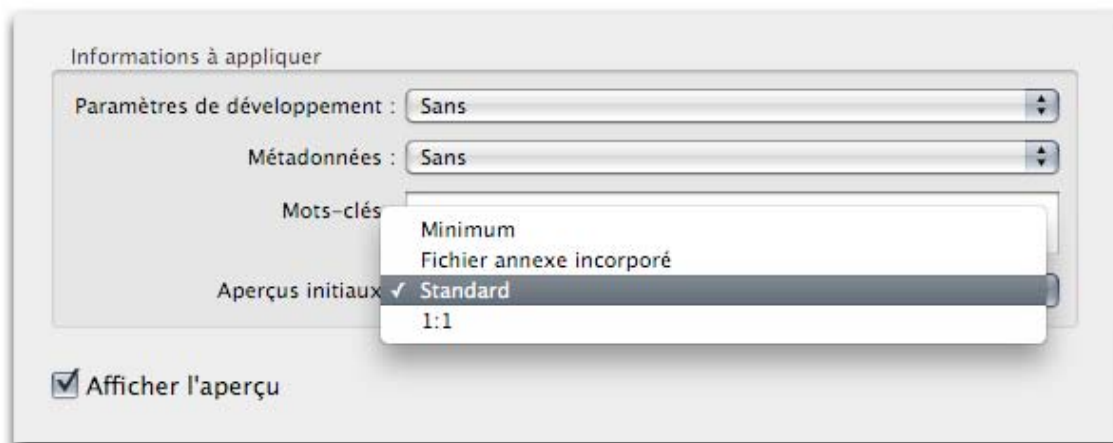 Informations à appliquer
Paramètres de développement : Sans
Métadonnées : Sans
Mots-clés
Minimum
Fichier annexe incorporé
Aperçus initiaux ✓ Standard
1:1
Afficher l'aperçu